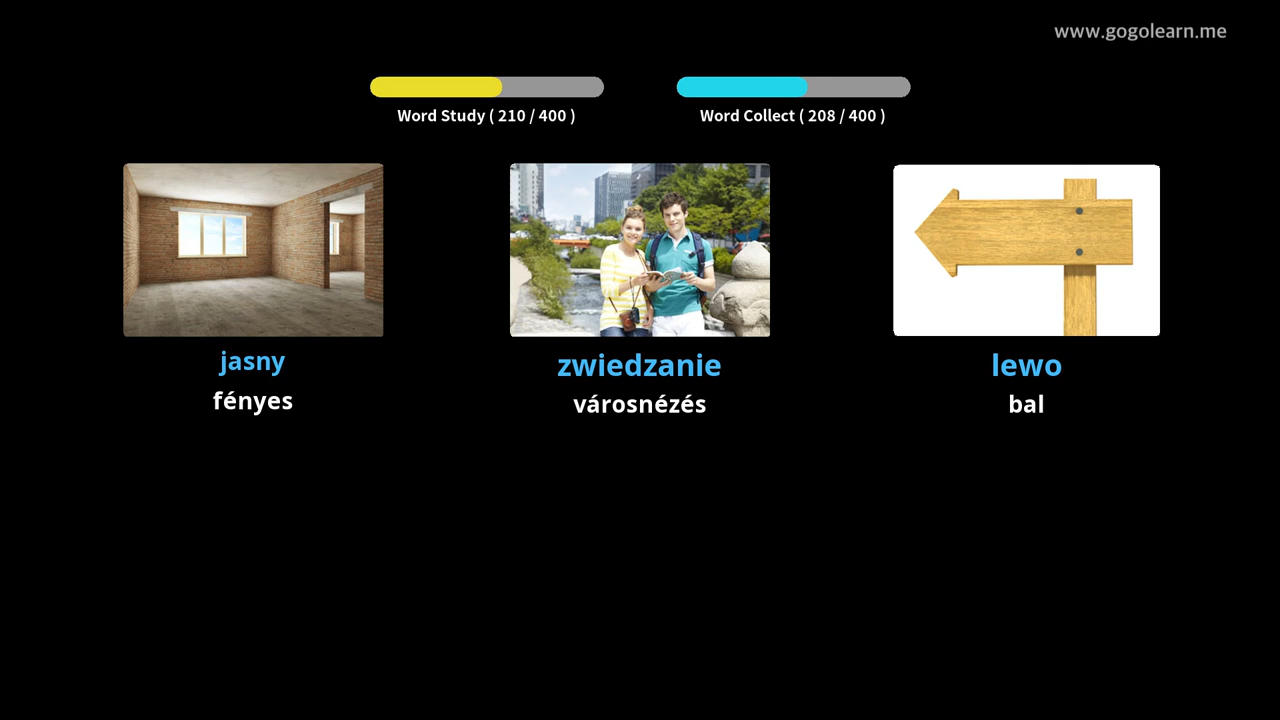 www.gogolearn.me
Word Study ( 210 / 400 )
Word Collect ( 208 / 400 )
jasny
fényes
zwiedzanie
városnézés
lewo
bal